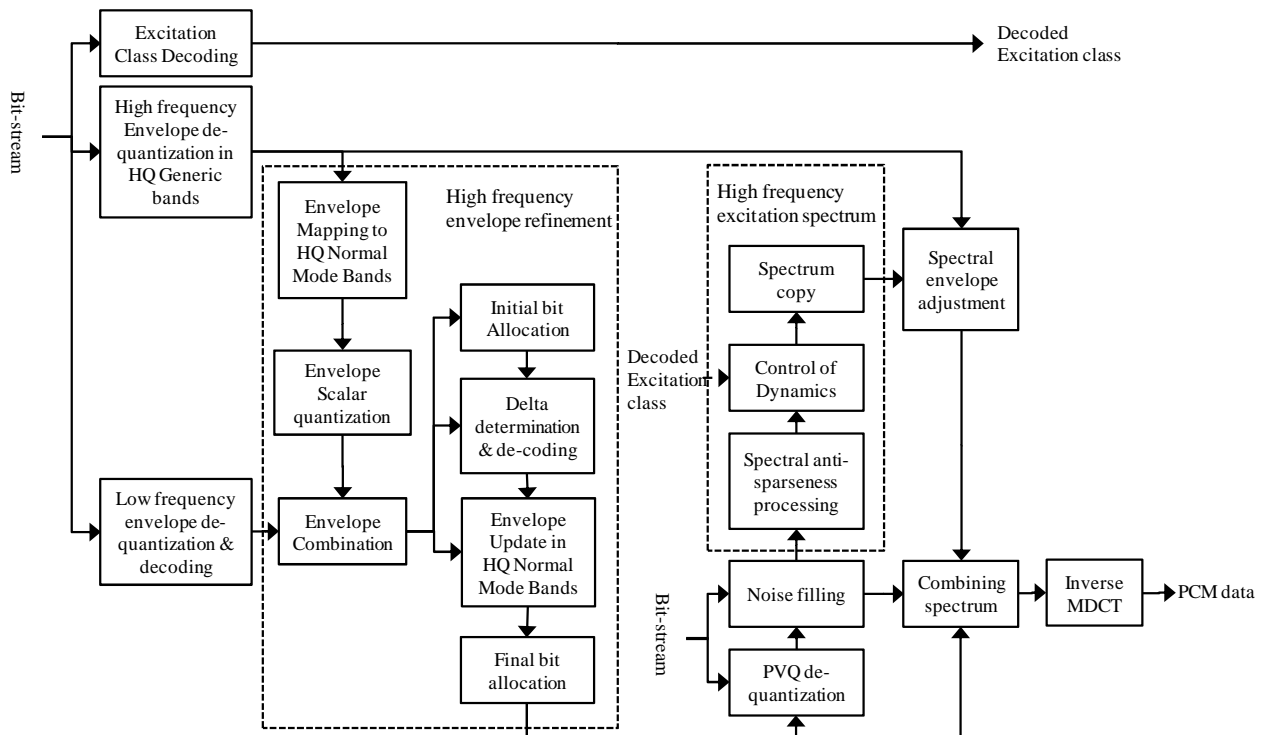 Excitation
Class Decoding
Decoded
Excitation class
Bit-stream
High frequency
Envelope de-
quantization in
HQ Generic
bands
High frequency
envelope refinement
Envelope
Mapping to
HQ Normal
Mode Bands
Envelope
Scalar
quantization
Low frequency
envelope de-
quantization &
decoding
Envelope
Combination
Initial bit
Allocation
Delta
determination
& de-coding
Envelope
Update in
HQ Normal
Mode Bands
Final bit
allocation
High frequency
excitation spectrum
Spectrum
copy
Decoded
Excitation
class
Control of
Dynamics
Spectral anti-
sparseness
processing
Spectral
envelope
adjustment
Bit-stream
Noise filling
PVQ de-
quantization
Combining
spectrum
Inverse
MDCT
PCM data